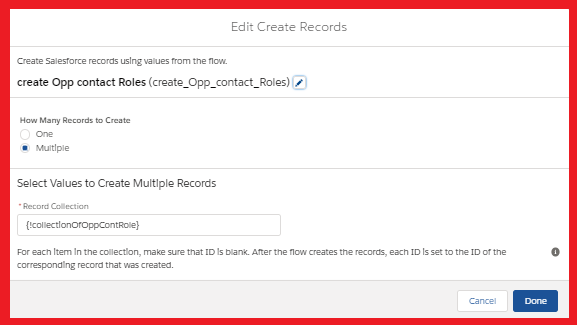 Edit Create Records
Create Salesforce records using values from the flow.
create Opp contact Roles (create_Opp_contact_Roles)
How Many Records to Create
One
Multiple
Select Values to Create Multiple Records
* Record Collection
{!collectionOfOppContRole}
For each item in the collection, make sure that ID is blank. After the flow creates the records, each ID is set to the ID of the
corresponding record that was created.
Cancel
Done